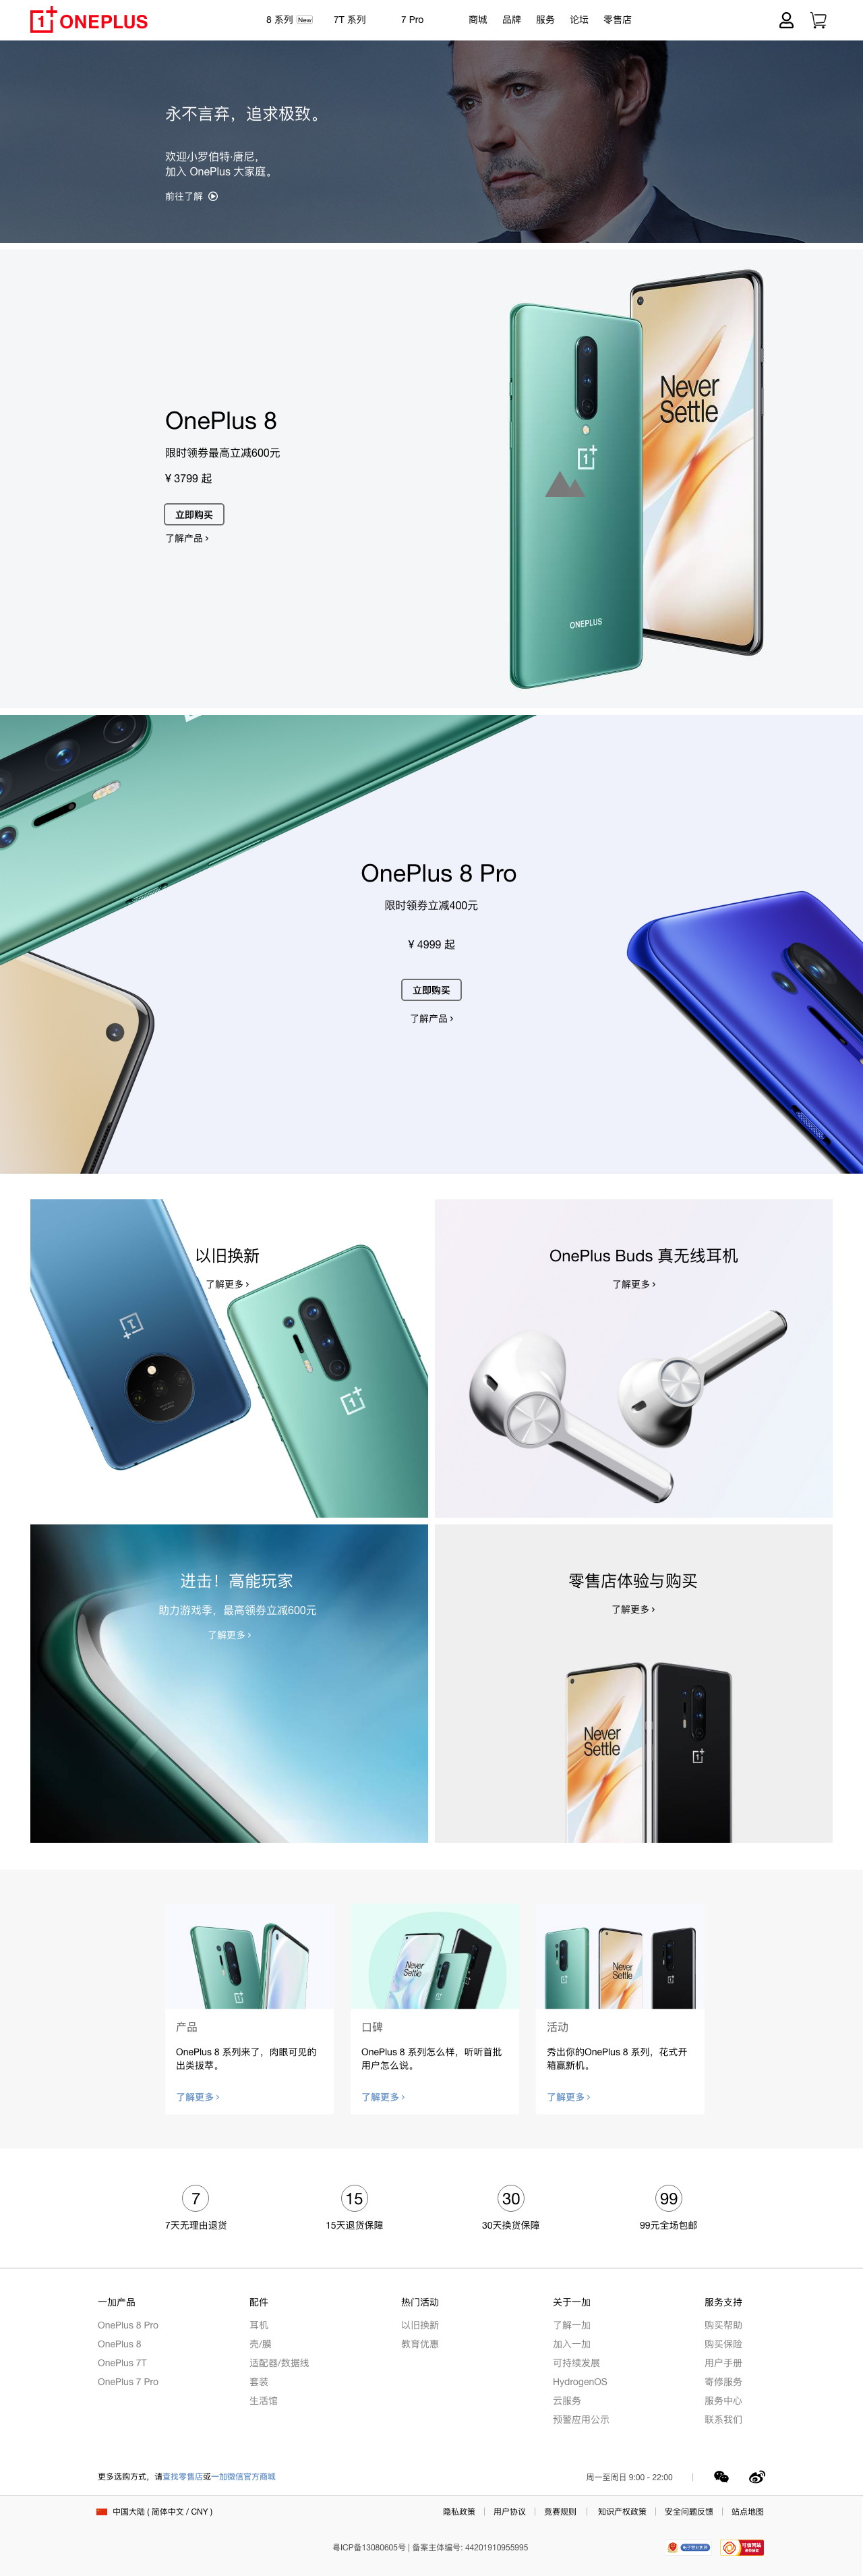 ONEPLUS
8 系列 New 7T 系列 7 Pro 商城 品牌 服务 论坛 零售店
永不言弃，追求极致。
欢迎小罗伯特·唐尼，
加入 OnePlus 大家庭。
前往了解
OnePlus 8
限时领券最高立减600元
¥ 3799 起
立即购买
了解产品 ›
Never
Settle
ONEPLUS
OnePlus 8 Pro
限时领券立减400元
¥ 4999 起
立即购买
了解产品 ›
以旧换新
了解更多 ›
OnePlus Buds 真无线耳机
了解更多 ›
进击！高能玩家
助力游戏季，最高领券立减600元
了解更多 ›
零售店体验与购买
了解更多 ›
Never
Settle
Never
Settle
Never
Settle
产品
OnePlus 8 系列来了，肉眼可见的
出类拔萃。
了解更多 ›
口碑
OnePlus 8 系列怎么样，听听首批
用户怎么说。
了解更多 ›
活动
秀出你的OnePlus 8 系列，花式开
箱赢新机。
了解更多 ›
7 15 30 99
7天无理由退货 15天退货保障 30天换货保障 99元全场包邮
一加产品
OnePlus 8 Pro
OnePlus 8
OnePlus 7T
OnePlus 7 Pro
配件
耳机
壳/膜
适配器/数据线
套装
生活馆
热门活动
以旧换新
教育优惠
关于一加
了解一加
加入一加
可持续发展
HydrogenOS
云服务
预警应用公示
服务支持
购买帮助
购买保险
用户手册
寄修服务
服务中心
联系我们
更多选购方式，请查找零售店或一加微信官方商城
周一至周日 9:00 - 22:00
中国大陆 ( 简体中文 / CNY )
隐私政策 | 用户协议 | 竞赛规则 | 知识产权政策 | 安全问题反馈 | 站点地图
粤ICP备13080605号 | 备案主体编号: 44201910955995